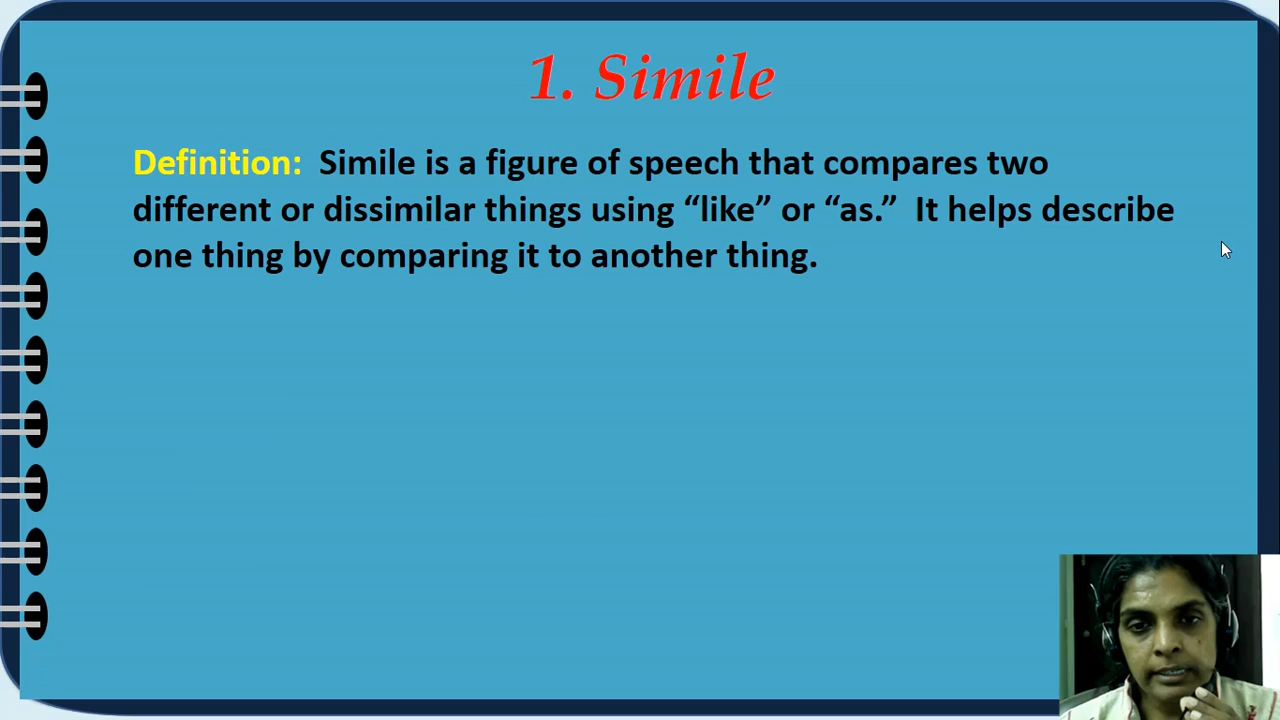 1. Simile
Definition:  Simile is a figure of speech that compares two
different or dissimilar things using “like” or “as.”  It helps describe
one thing by comparing it to another thing.